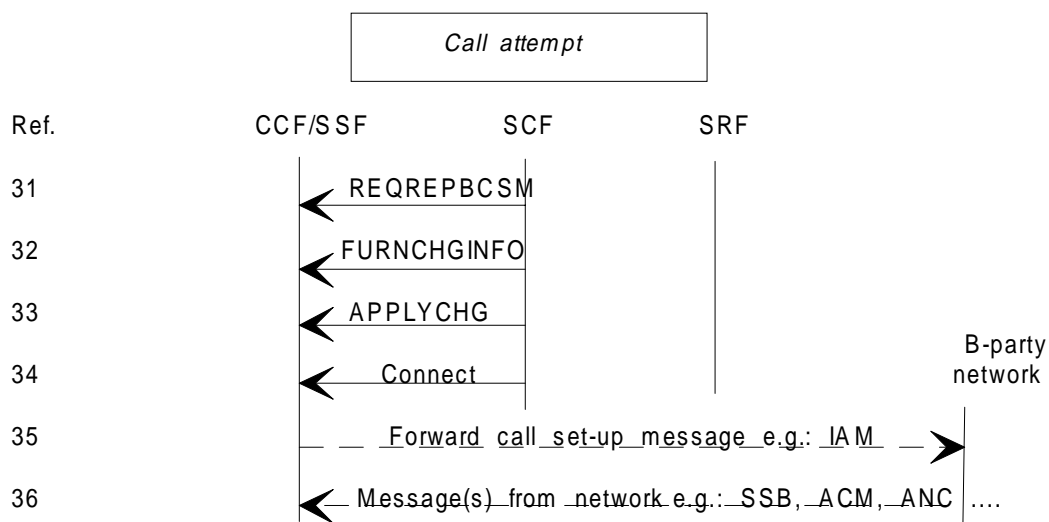 Call attempt
Ref. CCF/SSF SCF SRF
31 REQREPBCSM
32 FURNCHGINFO
33 APPLYCHG
B-party
34 Connect network
35 Forward call set-up message e.g.: IAM
36 Message(s) from network e.g.: SSB, ACM, ANC ....